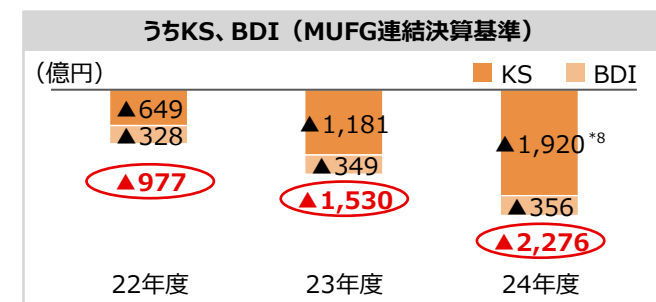 うちKS、BDI（MUFG連結決算基準）
（億円）
KS BDI
▲649 ▲1,181 ▲1,920*8
▲328 ▲349 ▲356
▲977 ▲1,530 ▲2,276
22年度 23年度 24年度